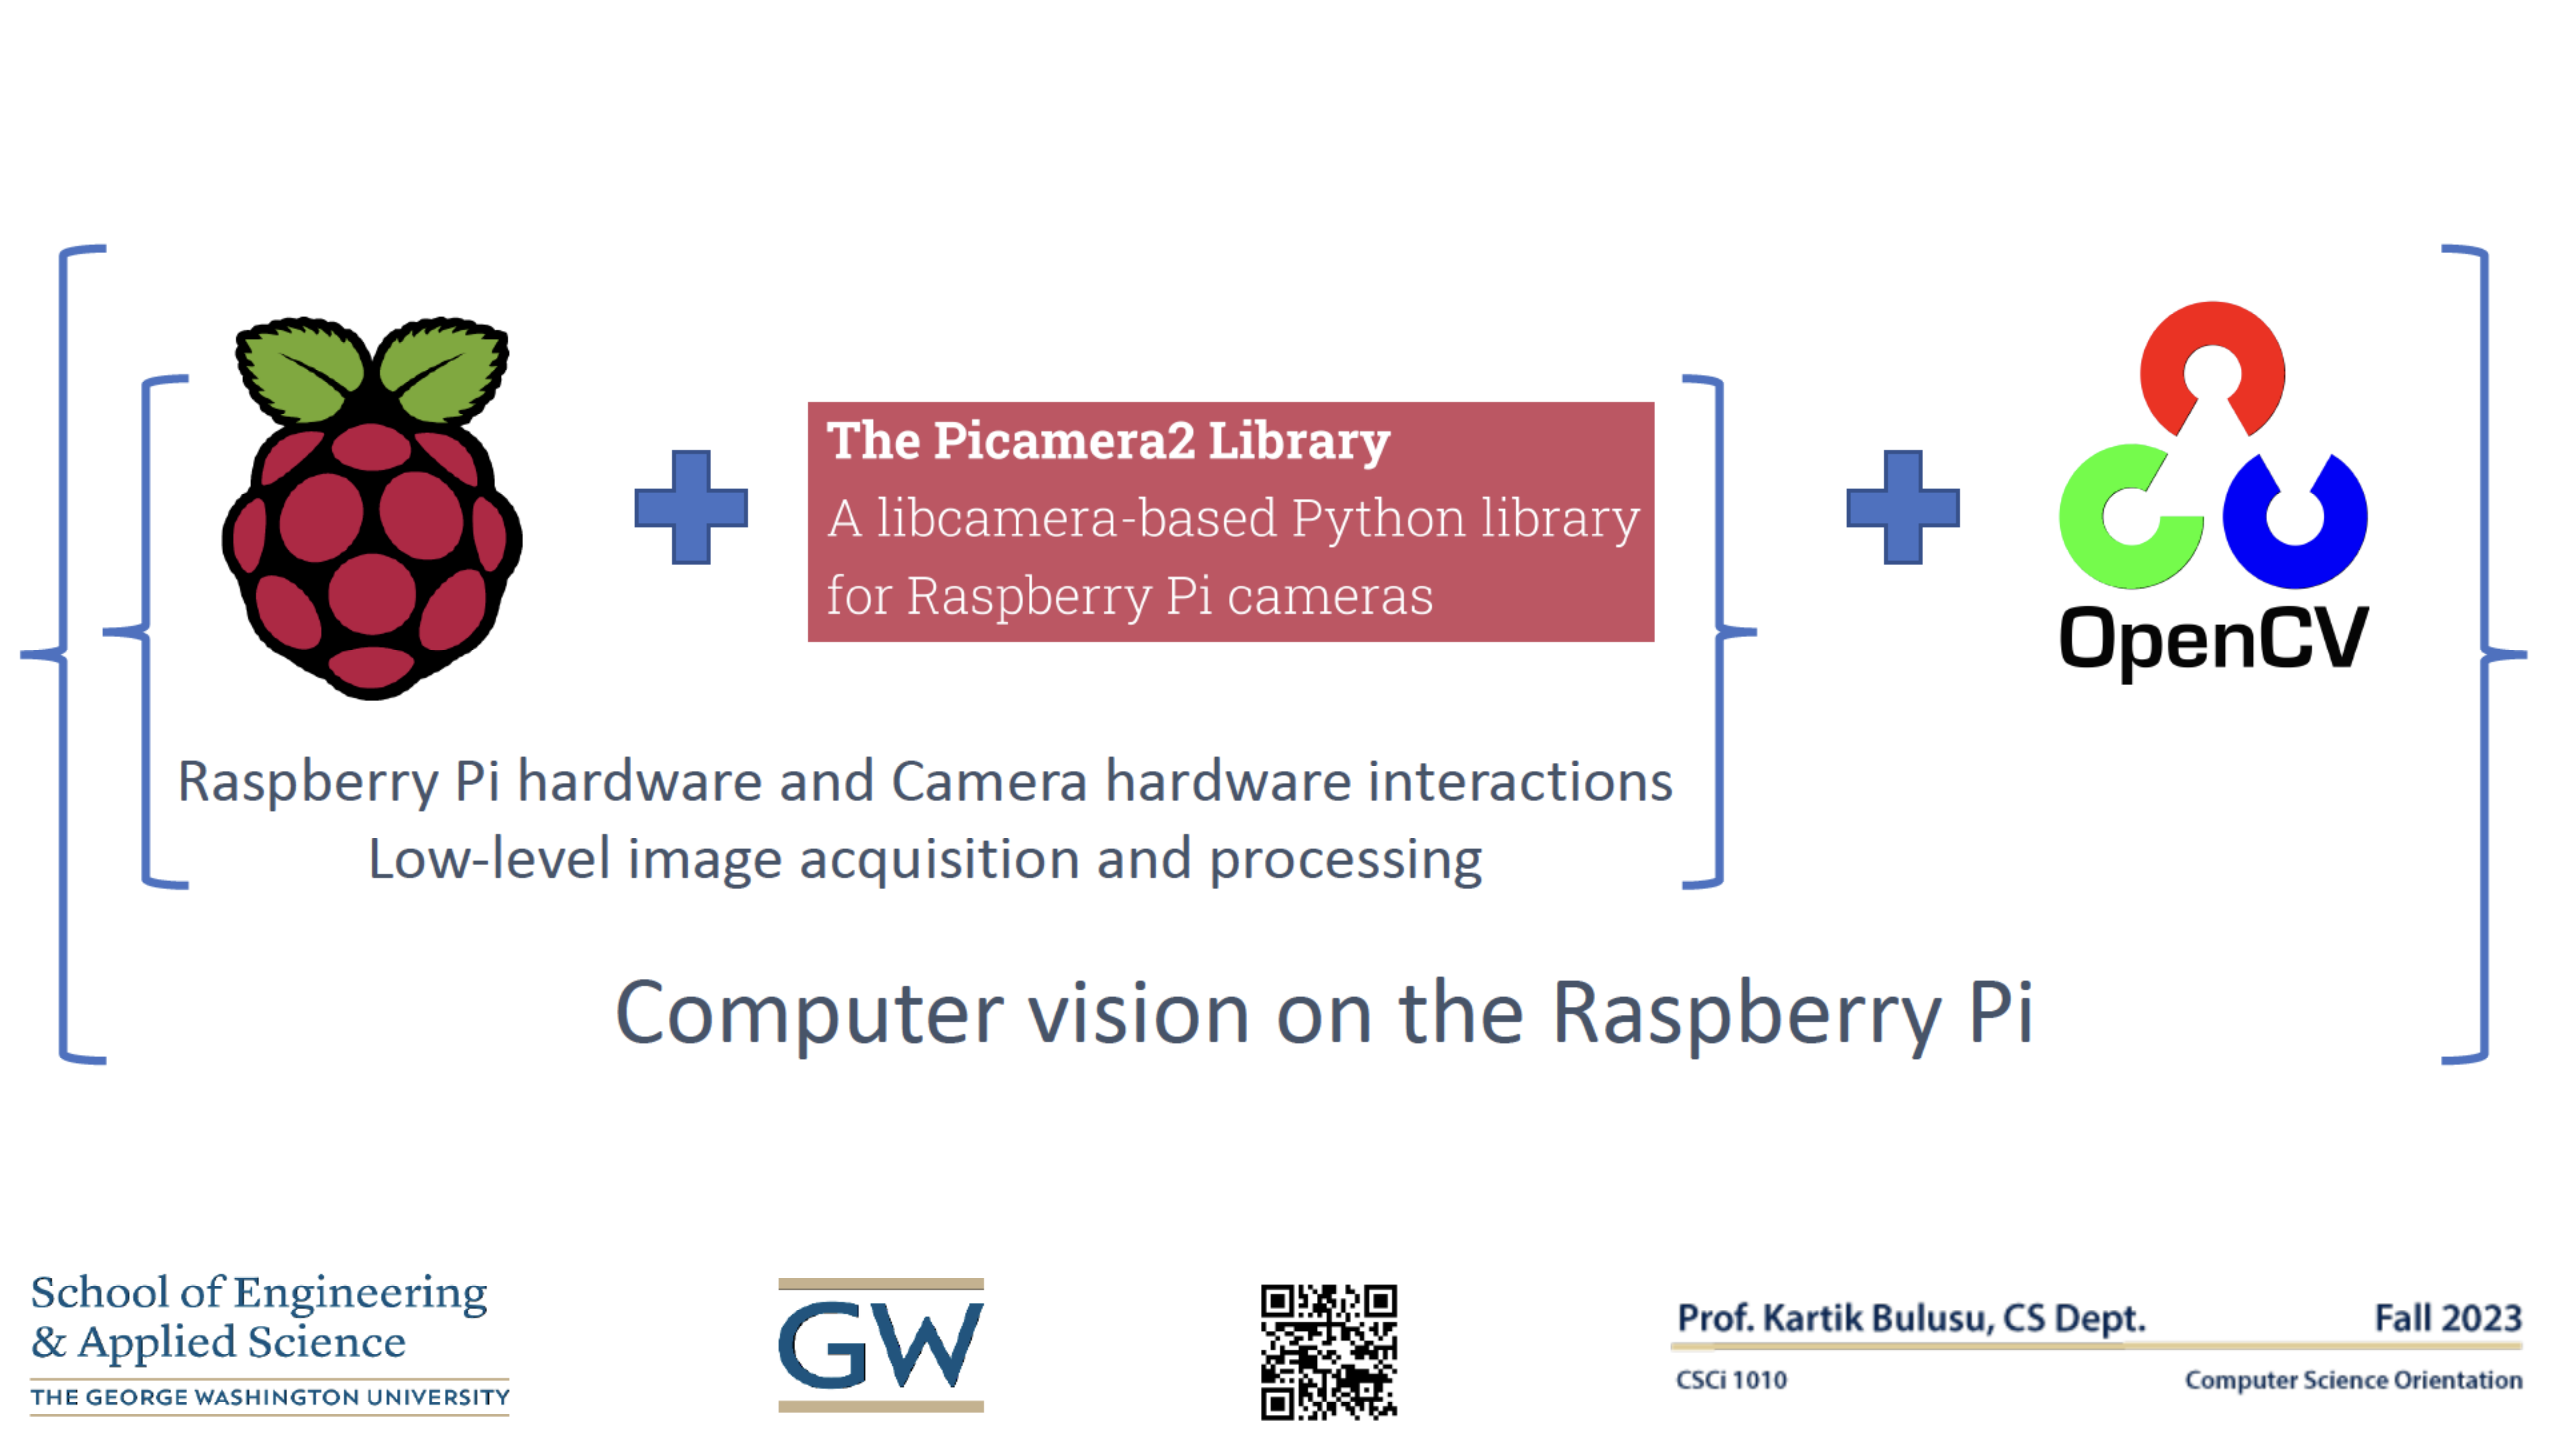 The Picamera2 Library
A libcamera-based Python library
for Raspberry Pi cameras
OpenCV
Raspberry Pi hardware and Camera hardware interactions
Low-level image acquisition and processing
Computer vision on the Raspberry Pi
School of Engineering
& Applied Science
THE GEORGE WASHINGTON UNIVERSITY
GW
Prof. Kartik Bulusu, CS Dept.
Fall 2023
CSCi 1010
Computer Science Orientation